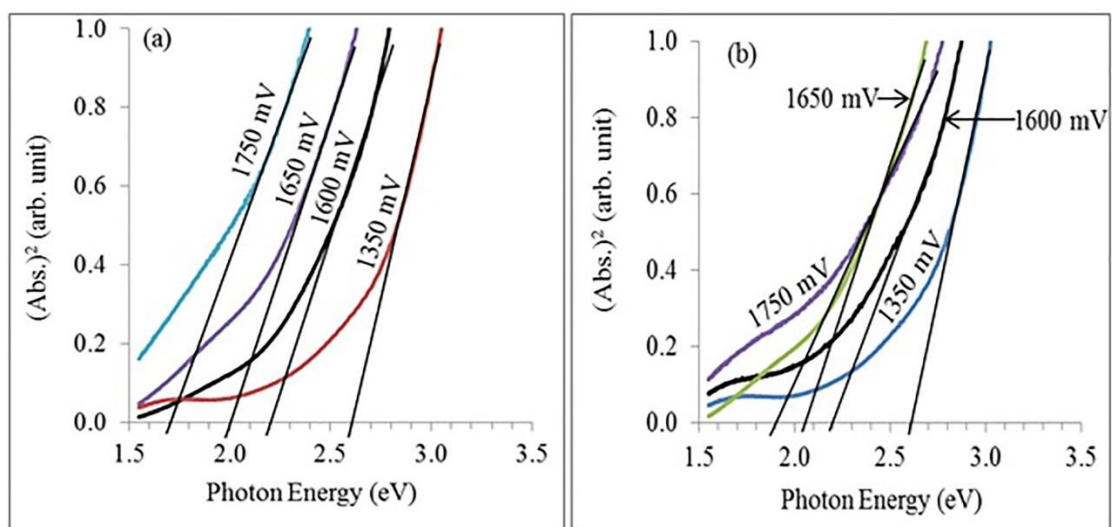 (a)
1.0
0.8
0.6
0.4
0.2
0.0
(Abs.)² (arb. unit)
1750 mV
1650 mV
1600 mV
1350 mV
1.5 2.0 2.5 3.0 3.5
Photon Energy (eV)
(b)
1.0
0.8
0.6
0.4
0.2
0.0
(Abs.)² (arb. unit)
1650 mV
1600 mV
1750 mV
1350 mV
1.5 2.0 2.5 3.0 3.5
Photon Energy (eV)